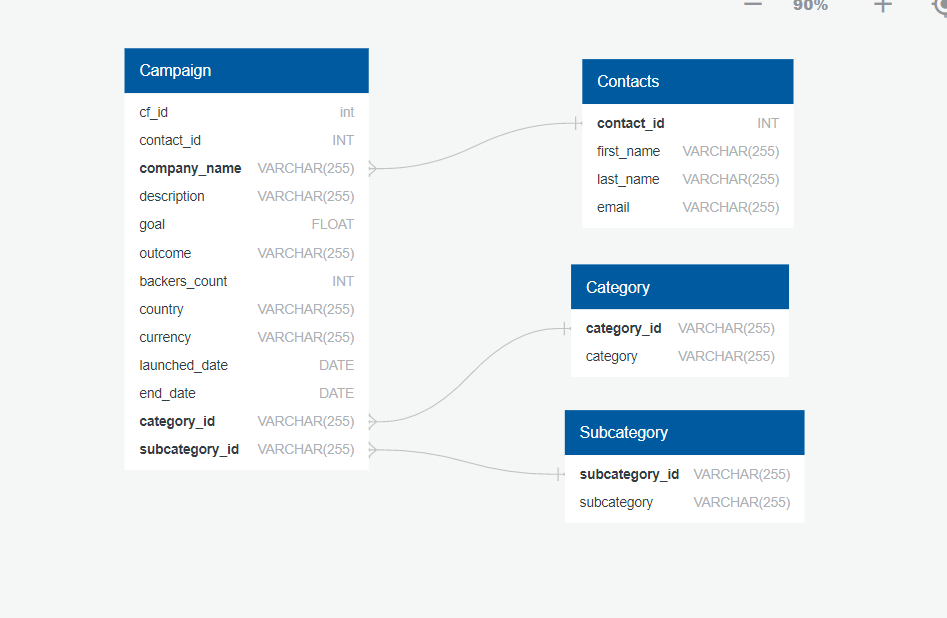 90%
Campaign
cf_id int
contact_id INT
company_name VARCHAR(255)
description VARCHAR(255)
goal FLOAT
outcome VARCHAR(255)
backers_count INT
country VARCHAR(255)
currency VARCHAR(255)
launched_date DATE
end_date DATE
category_id VARCHAR(255)
subcategory_id VARCHAR(255)
Contacts
contact_id INT
first_name VARCHAR(255)
last_name VARCHAR(255)
email VARCHAR(255)
Category
category_id VARCHAR(255)
category VARCHAR(255)
Subcategory
subcategory_id VARCHAR(255)
subcategory VARCHAR(255)